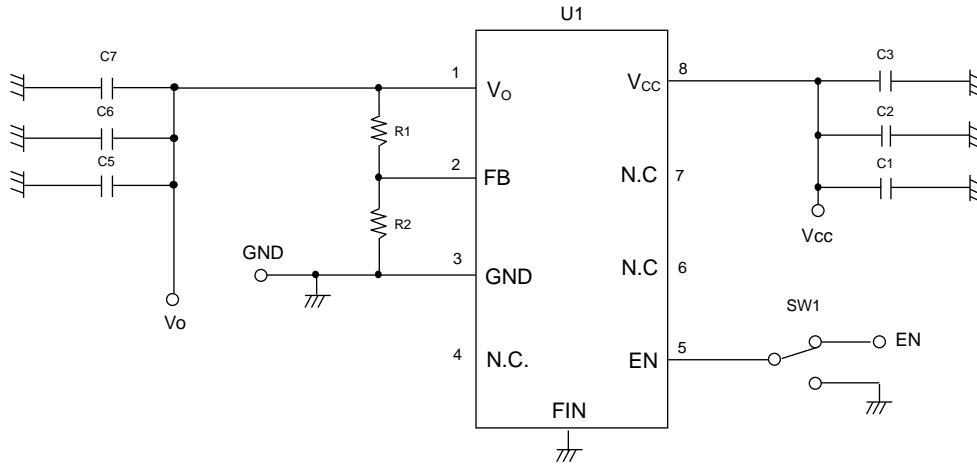 U1
C7
C6
C5
1
2
3
4
R1
R2
GND
Vo
VO
FB
GND
N.C.
VCC
N.C
N.C
EN
FIN
8
7
6
5
C3
C2
C1
Vcc
SW1
EN